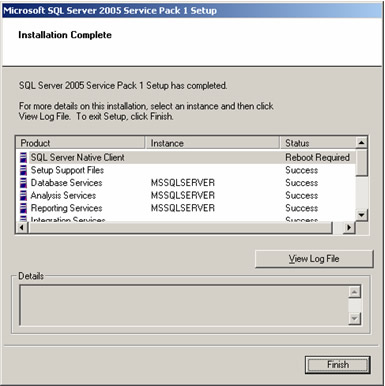 Microsoft SQL Server 2005 Service Pack 1 Setup
Installation Complete
SQL Server 2005 Service Pack 1 Setup has completed.
For more details on this installation, select an instance and then click
View Log File.  To exit Setup, click Finish.
Product Instance Status
SQL Server Native Client Reboot Required
Setup Support Files Success
Database Services MSSQLSERVER Success
Analysis Services MSSQLSERVER Success
Reporting Services MSSQLSERVER Success
Integration Services Success
View Log File
Details
Finish